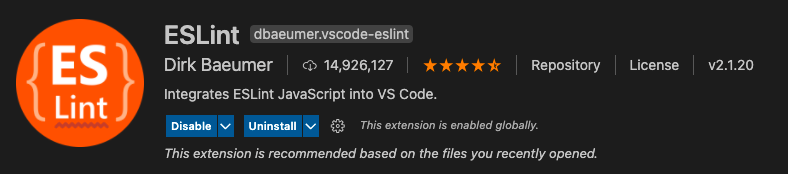 {ES
Lint}
ESLint dbaeumer.vscode-eslint
Dirk Baeumer 14,926,127 Repository License v2.1.20
Integrates ESLint JavaScript into VS Code.
Disable Uninstall This extension is enabled globally.
This extension is recommended based on the files you recently opened.